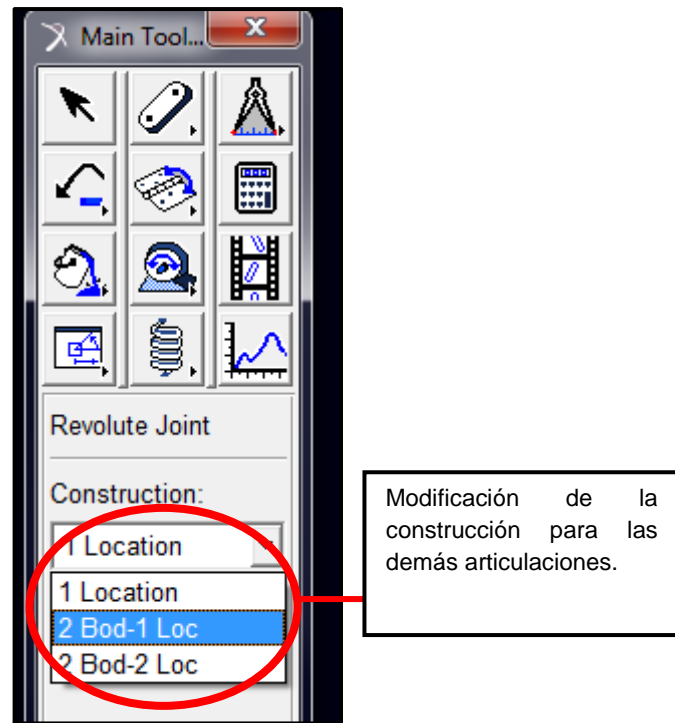 Main Tool...
Revolute Joint
Construction:
1 Location
1 Location
2 Bod-1 Loc
2 Bod-2 Loc
Modificación de la
construcción para las
demás articulaciones.